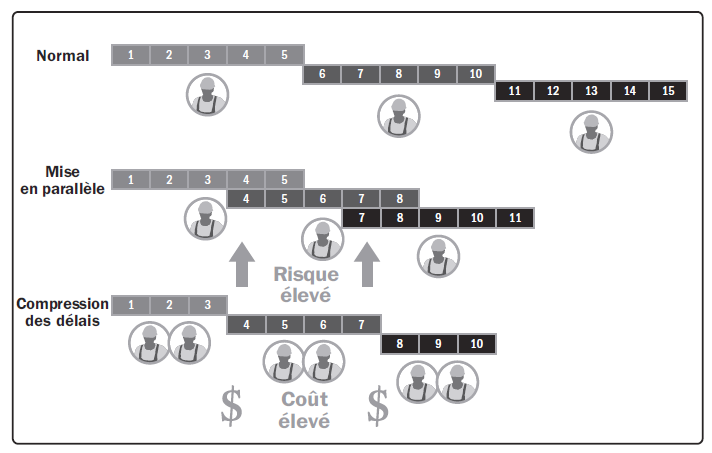 Normal
1 2 3 4 5
6 7 8 9 10
11 12 13 14 15
Mise
en parallèle
1 2 3 4 5
4 5 6 7 8
7 8 9 10 11
Risque
élevé
Compression
des délais
1 2 3
4 5 6 7
8 9 10
$ Coût $
élevé